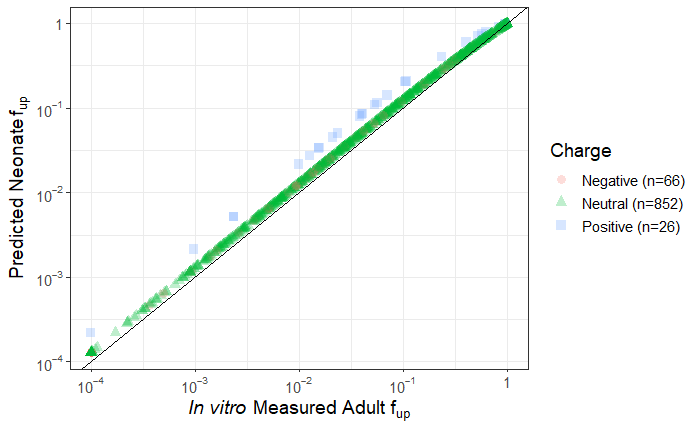 Predicted Neonate f_up
1
10⁻¹
10⁻²
10⁻³
10⁻⁴
10⁻⁴ 10⁻³ 10⁻² 10⁻¹ 1
In vitro Measured Adult f_up
Charge
Negative (n=66)
Neutral (n=852)
Positive (n=26)